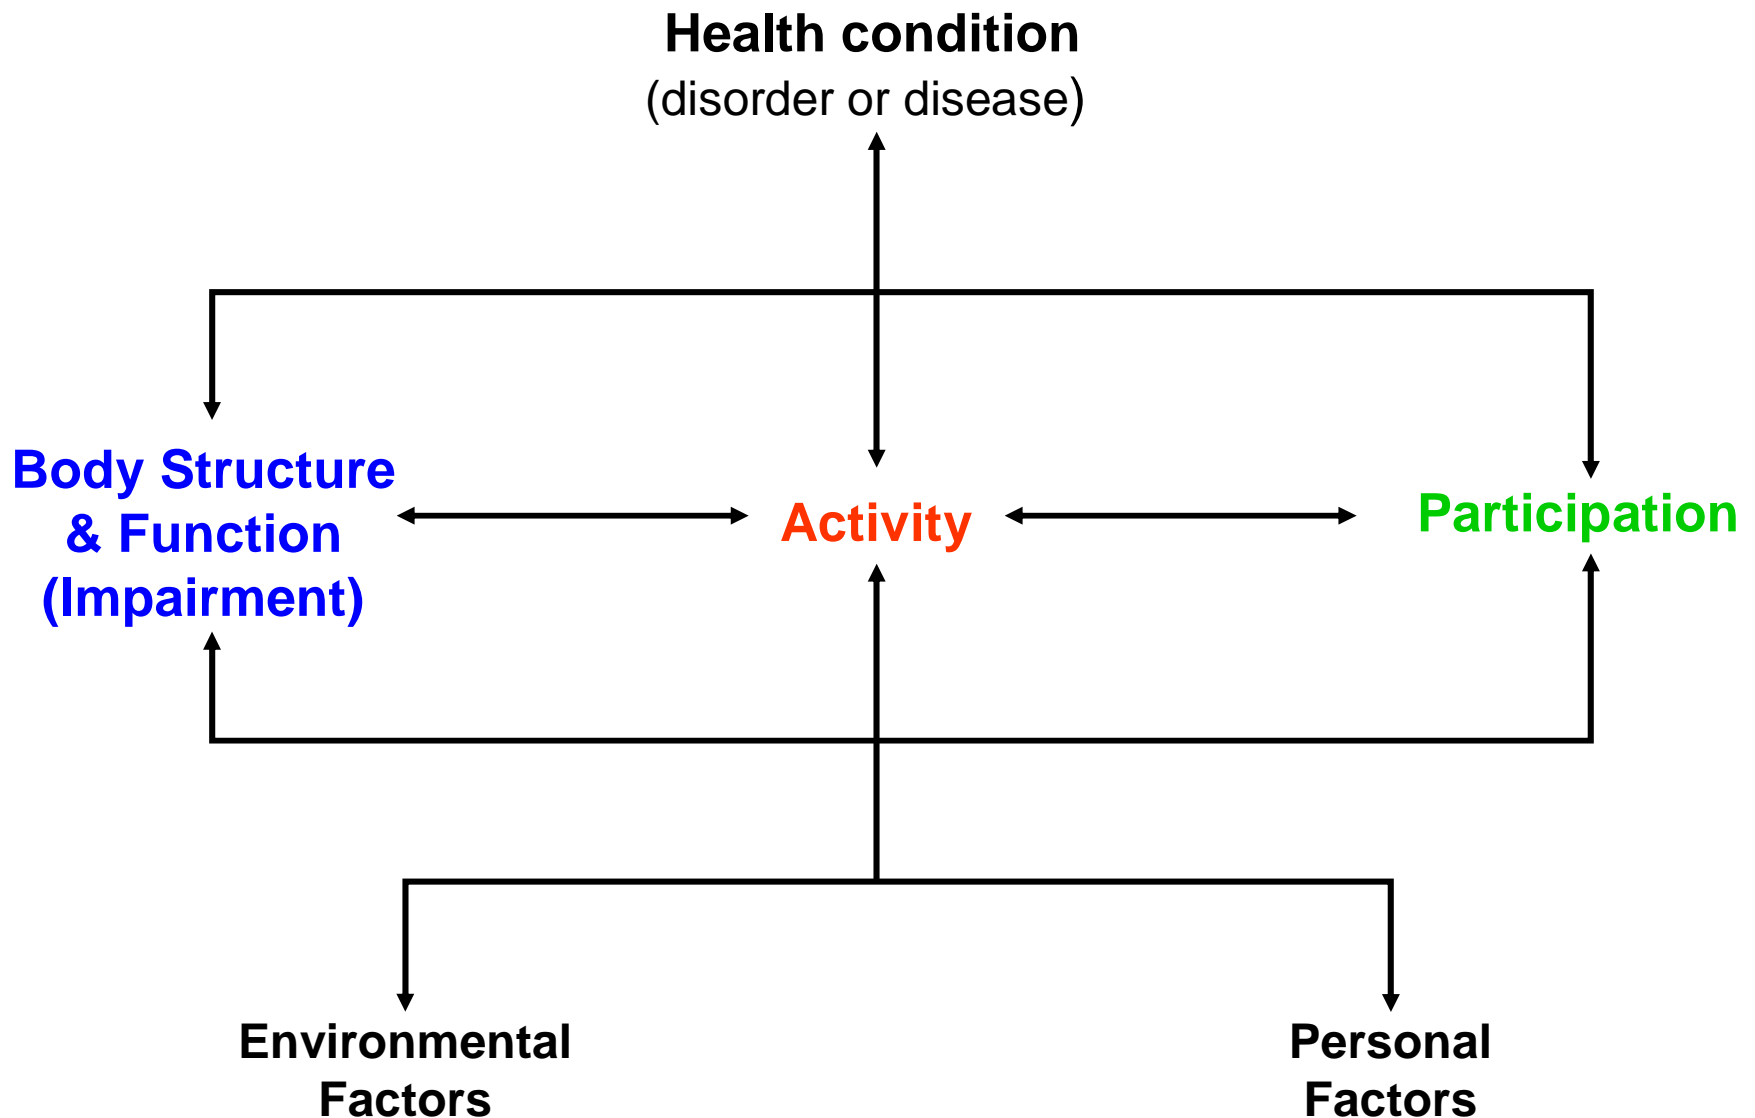 Health condition
(disorder or disease)
Body Structure
& Function
(Impairment)
Activity
Participation
Environmental
Factors
Personal
Factors